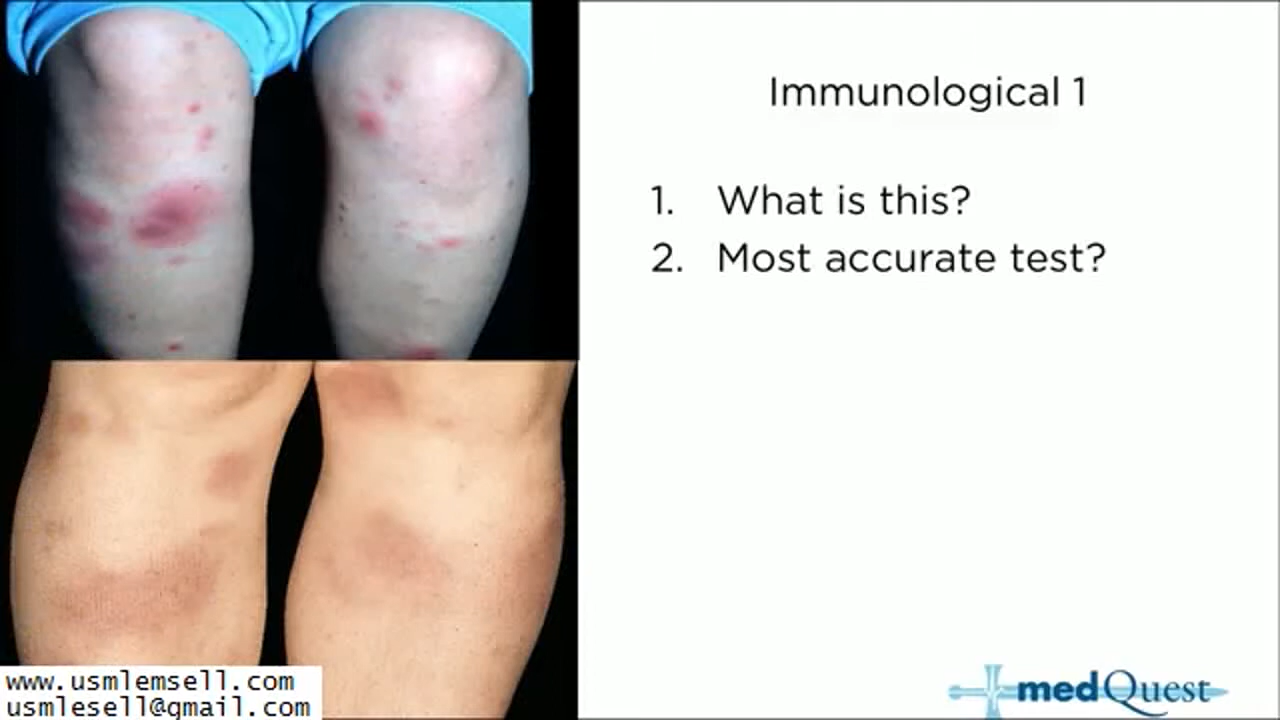 Immunological 1
1. What is this?
2. Most accurate test?
www.usmlemsell.com
usmlesell@gmail.com
medQuest